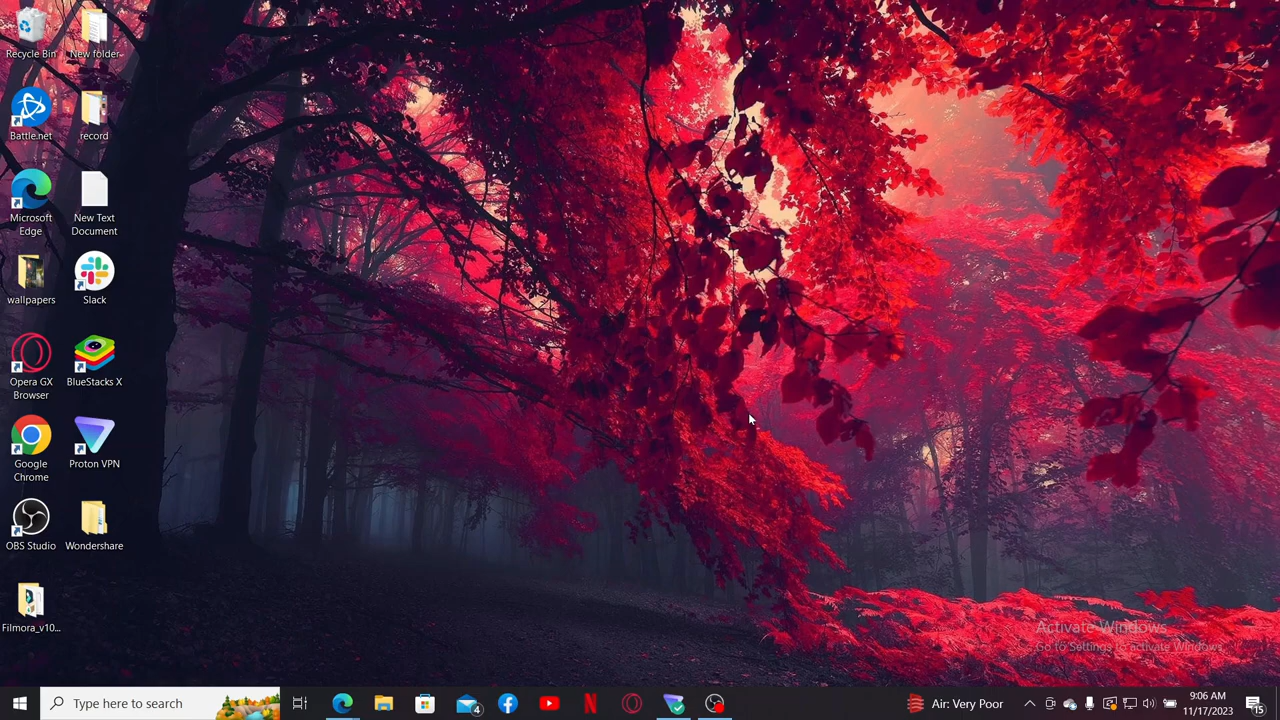 Recycle Bin
New folder
Battle.net
record
Microsoft
Edge
New Text
Document
wallpapers
Slack
Opera GX
Browser
BlueStacks X
Google
Chrome
Proton VPN
OBS Studio
Wondershare
Filmora_v10...
Activate Windows
Go to Settings to activate Windows.
Type here to search
4
Air: Very Poor
9:06 AM
11/17/2023
15